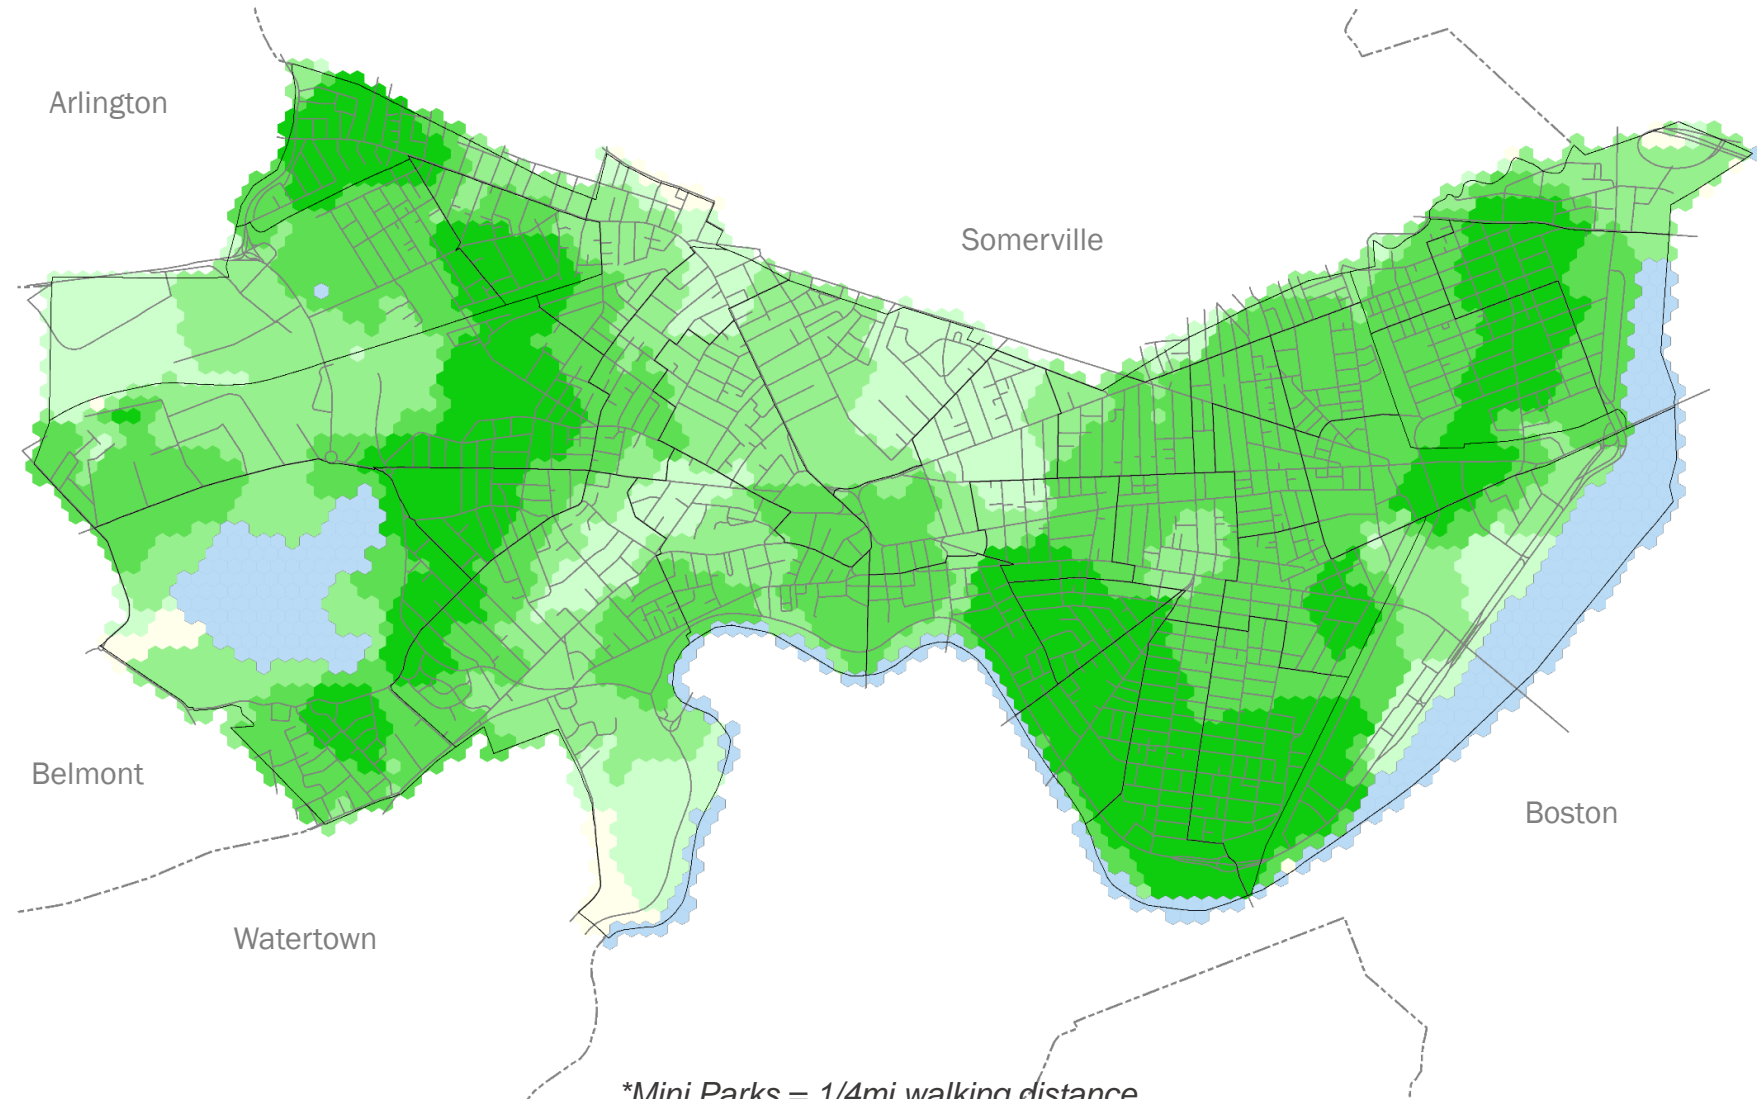 Arlington
Somerville
Belmont
Boston
Watertown
*Mini Parks = 1/4mi walking distance